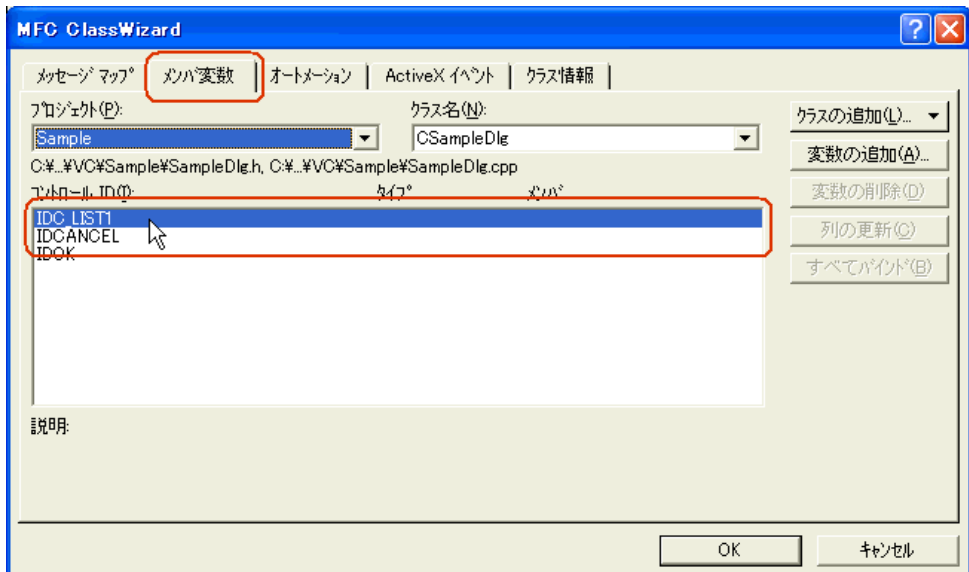 MFC ClassWizard
メッセージ マップ メンバ変数 オートメーション ActiveX イベント クラス情報
プロジェクト(P): クラス名(N):
Sample CSampleDlg
C:¥...¥VC¥Sample¥SampleDlg.h, C:¥...¥VC¥Sample¥SampleDlg.cpp
コントロール ID(I): タイプ メンバ
IDC_LIST1
IDCANCEL
IDOK
説明:
クラスの追加(L)...
変数の追加(A)...
変数の削除(D)
列の更新(C)
すべてバインド(B)
OK キャンセル